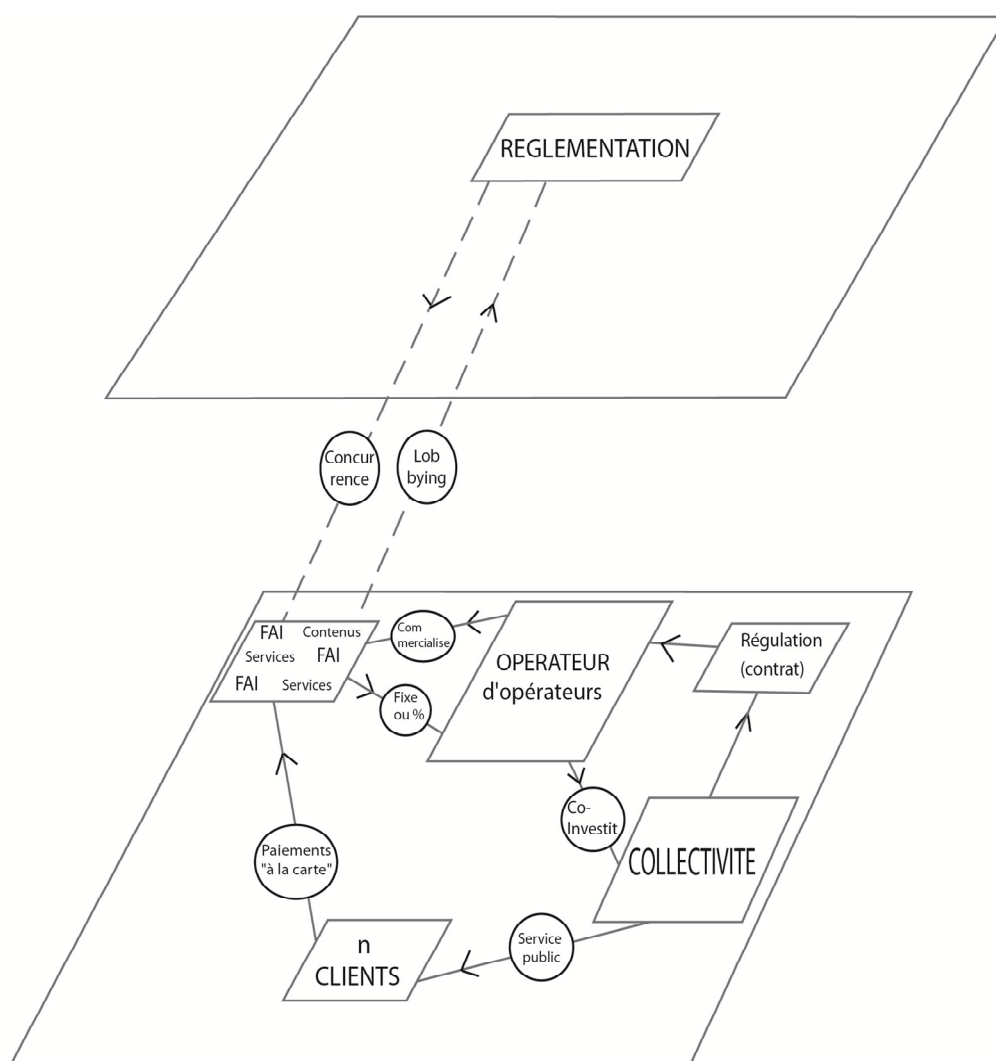 REGLEMENTATION
Concur
rence
Lob
bying
FAI Contenus
Services FAI
FAI Services
Com
mercialise
OPERATEUR
d'opérateurs
Régulation
(contrat)
Fixe
ou %
Co-
Investit
COLLECTIVITE
Paiements
"à la carte"
Service
public
n
CLIENTS